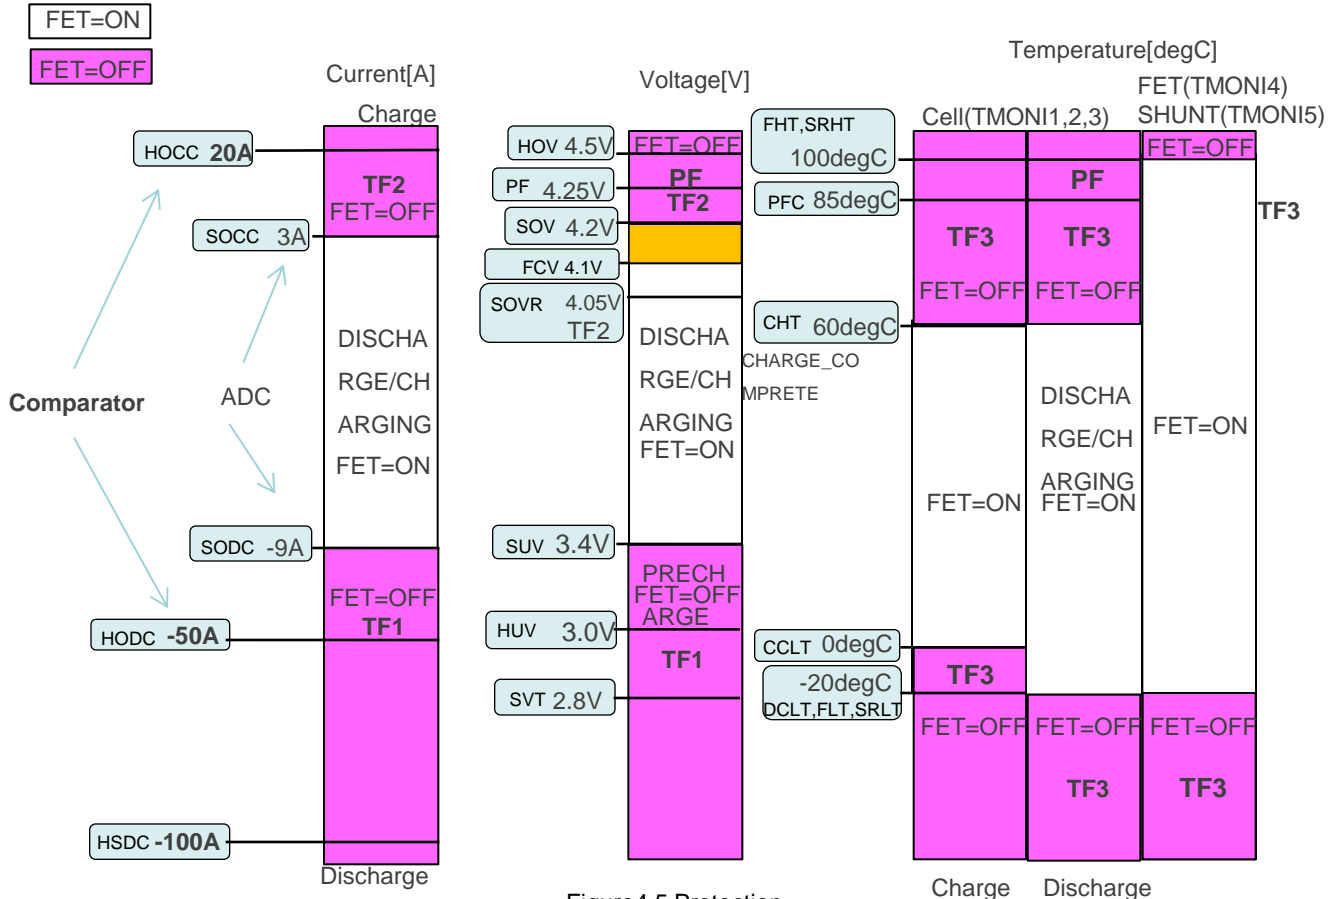 FET=ON
FET=OFF
Current[A]
Charge
HOCC 20A
TF2
FET=OFF
SOCC 3A
DISCHA
RGE/CH
ARGING
FET=ON
Comparator
ADC
SODC -9A
FET=OFF
TF1
HODC -50A
HSDC -100A
Discharge
Voltage[V]
HOV 4.5V
FET=OFF
PF 4.25V
PF
TF2
SOV 4.2V
FCV 4.1V
SOVR 4.05V
TF2
DISCHA
RGE/CH
ARGING
FET=ON
CHARGE_CO
MPRETE
SUV 3.4V
PRECH
FET=OFF
ARGE
HUV 3.0V
TF1
SVT 2.8V
Temperature[degC]
Cell(TMONI1,2,3)
FET(TMONI4)
SHUNT(TMONI5)
FHT,SRHT
100degC
FET=OFF
PF
PFC 85degC
TF3
TF3
TF3
FET=OFF
FET=OFF
CHT 60degC
DISCHA
RGE/CH
ARGING
FET=ON
FET=ON
FET=ON
CCLT 0degC
TF3
-20degC
DCLT,FLT,SRLT
FET=OFF
FET=OFF
FET=OFF
TF3
TF3
Charge
Discharge
Figure4.5 Protection